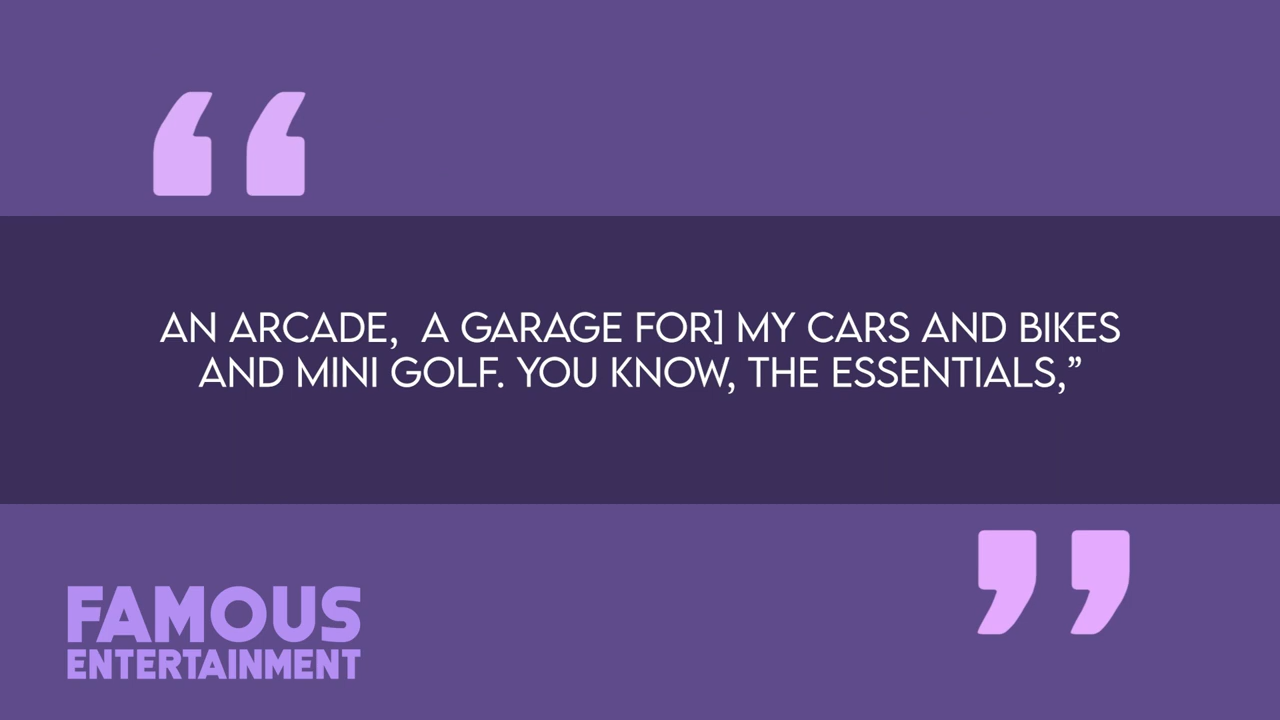 AN ARCADE,  A GARAGE FOR] MY CARS AND BIKES
AND MINI GOLF. YOU KNOW, THE ESSENTIALS,”
FAMOUS
ENTERTAINMENT